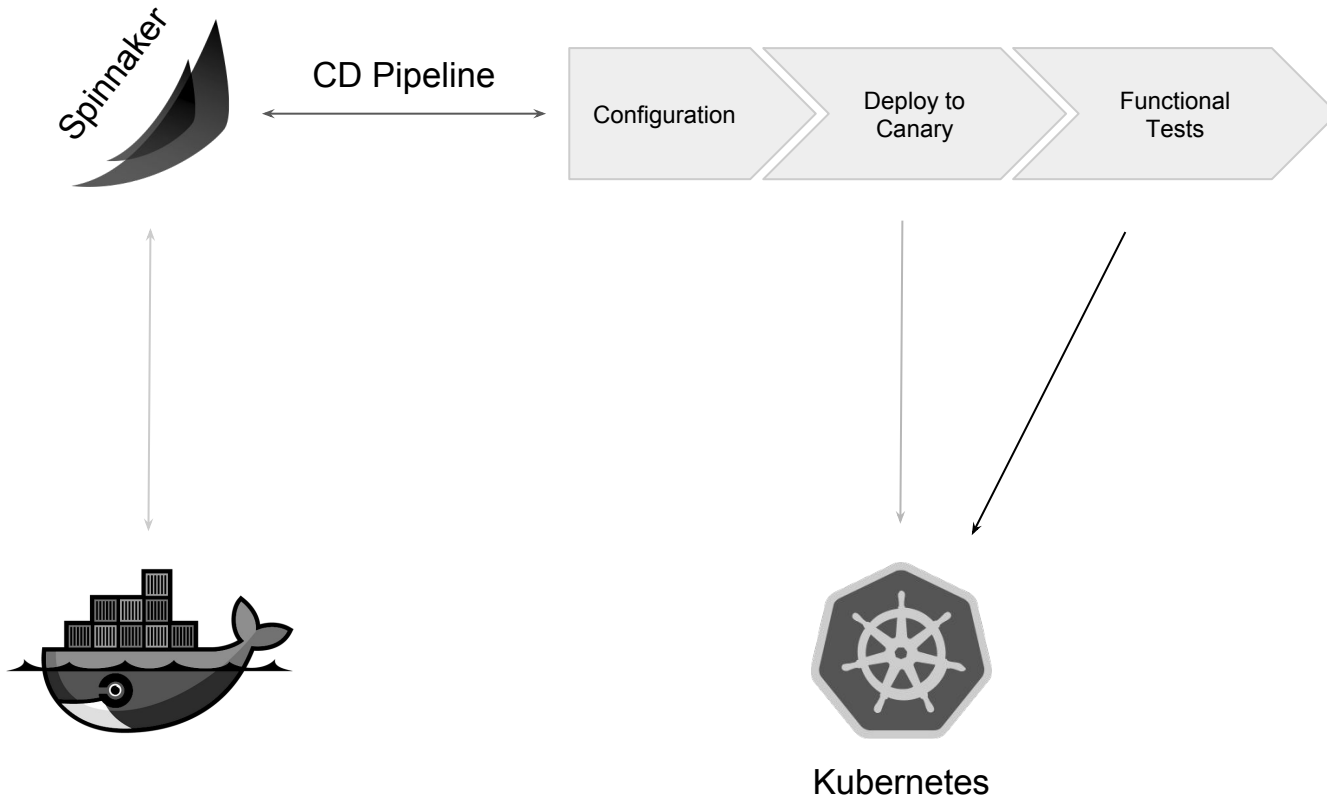 Spinnaker
CD Pipeline
Configuration
Deploy to
Canary
Functional
Tests
Kubernetes